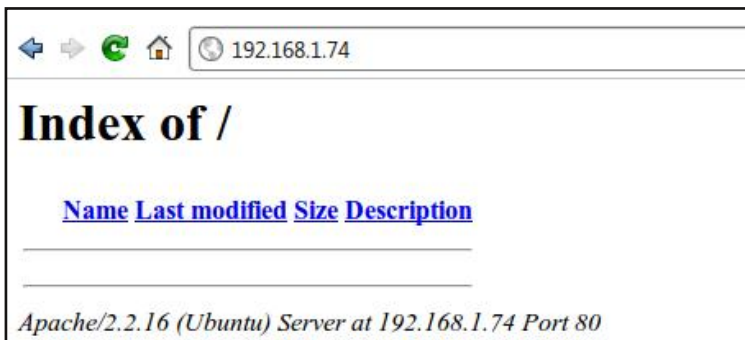 192.168.1.74
Index of /
Name Last modified Size Description
Apache/2.2.16 (Ubuntu) Server at 192.168.1.74 Port 80